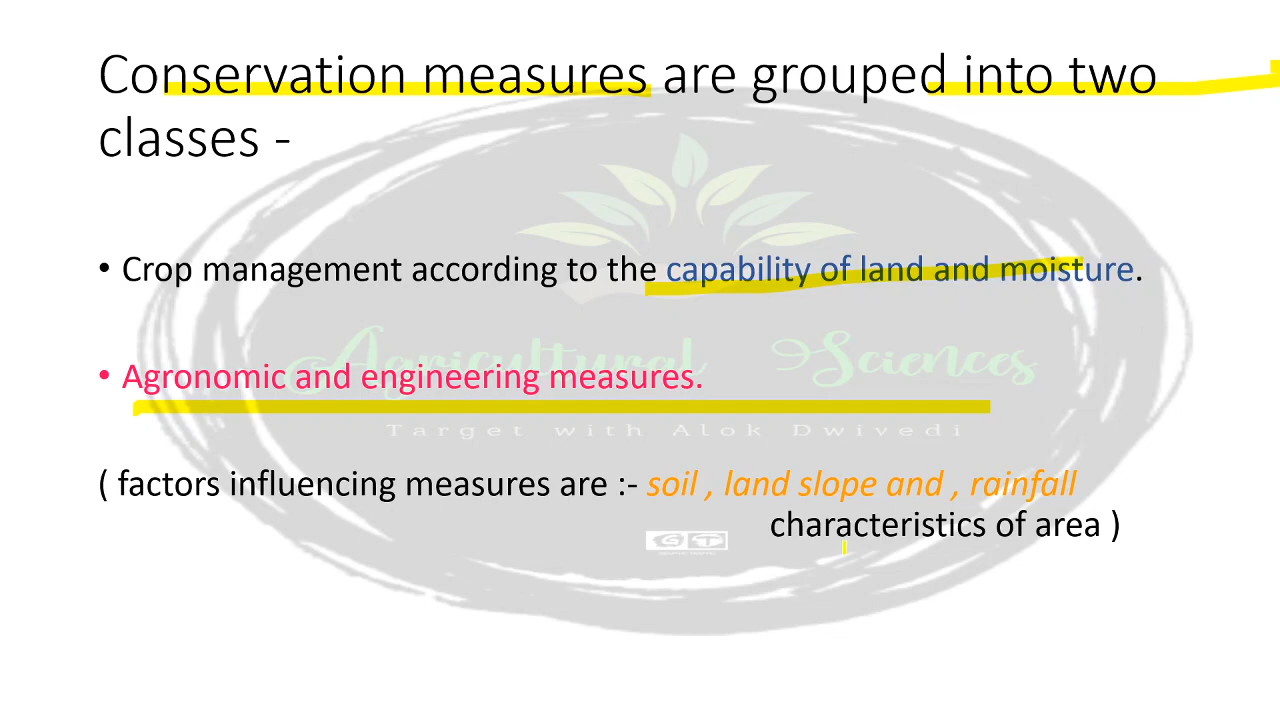 Conservation measures are grouped into two
classes -
• Crop management according to the capability of land and moisture.
• Agronomic and engineering measures.
Agricultural Sciences
Target with Alok Dwivedi
( factors influencing measures are :- soil , land slope and , rainfall
characteristics of area )
GT